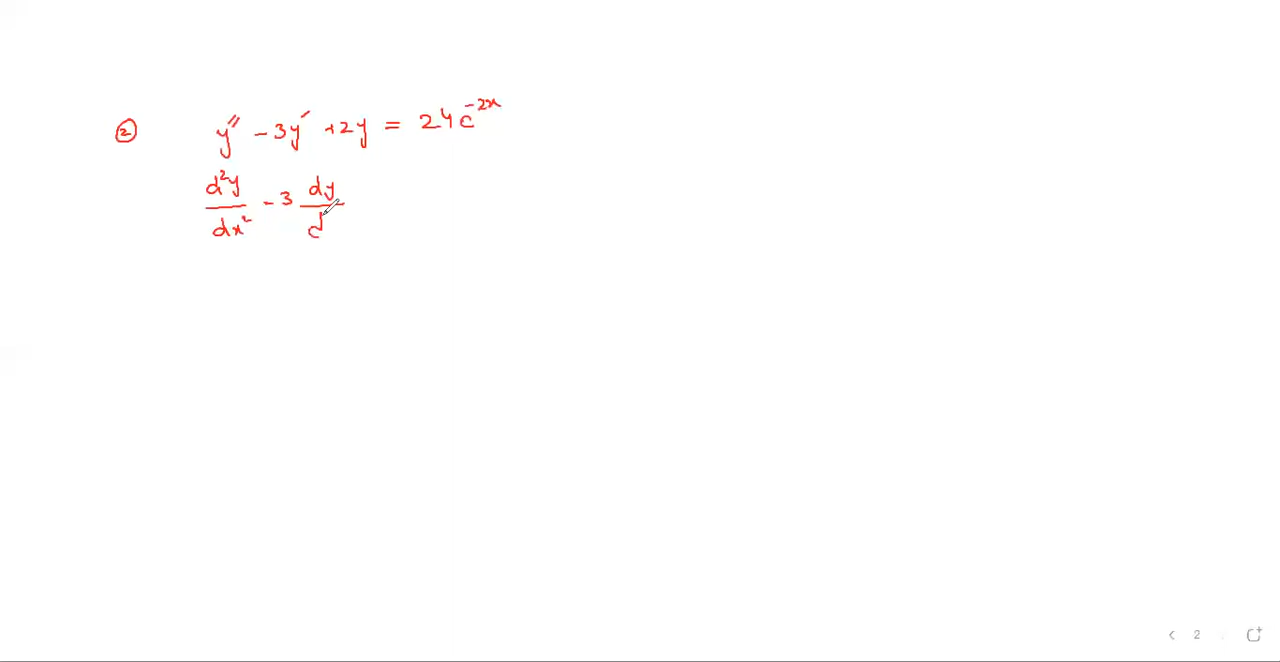 ② y″ − 3y′ + 2y = 24e⁻²ˣ
d²y/dx² − 3 dy/d
2